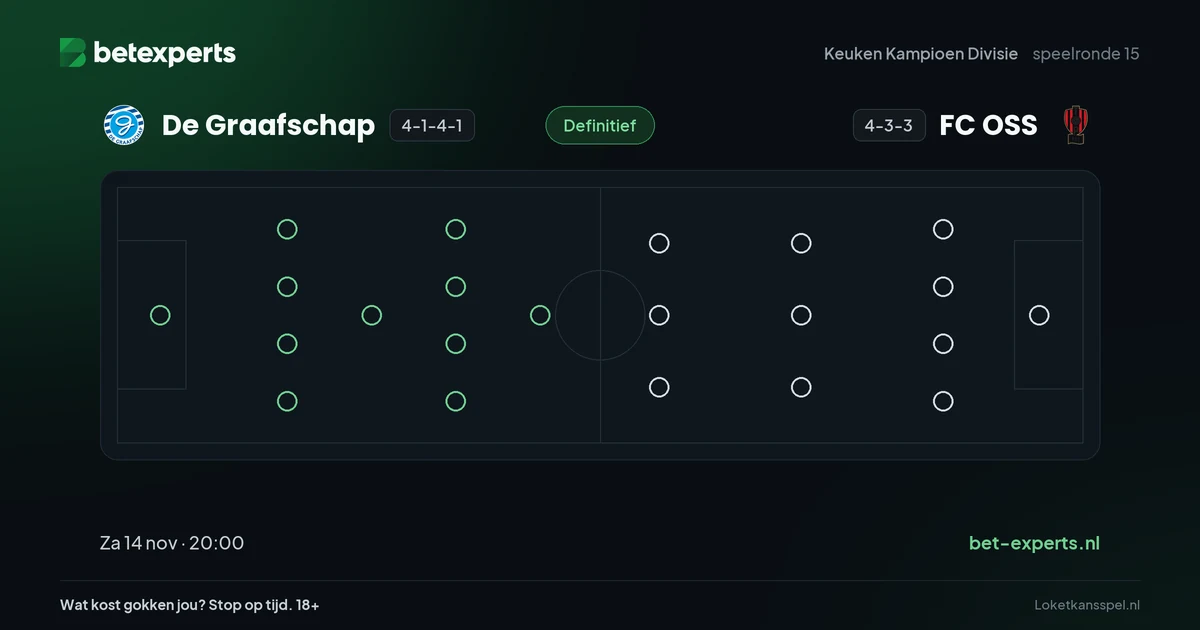 betexperts
Keuken Kampioen Divisie speelronde 15
De Graafschap 4-1-4-1 Definitief 4-3-3 FC OSS
Za 14 nov · 20:00
bet-experts.nl
Wat kost gokken jou? Stop op tijd. 18+
Loketkansspel.nl